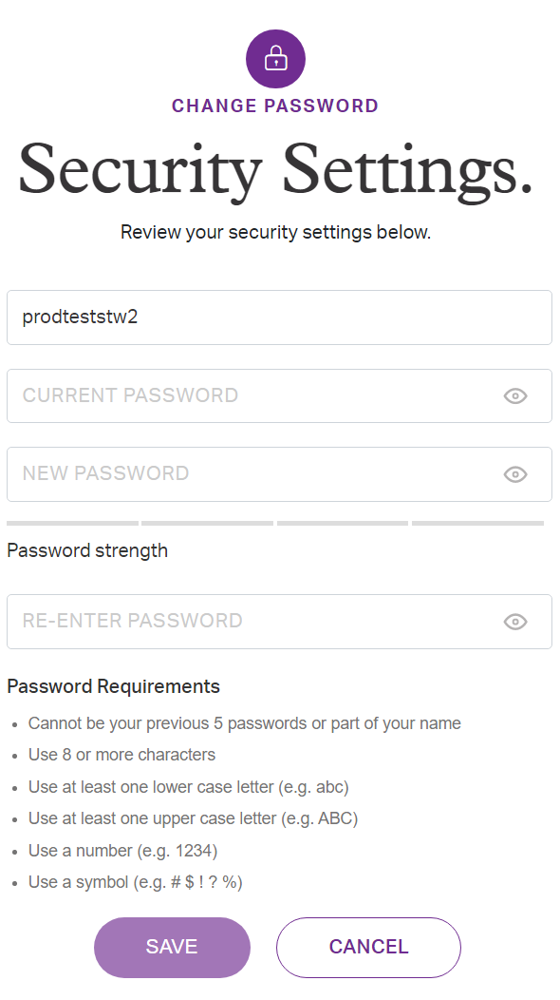 CHANGE PASSWORD
Security Settings.
Review your security settings below.
prodteststw2
CURRENT PASSWORD
NEW PASSWORD
Password strength
RE-ENTER PASSWORD
Password Requirements
• Cannot be your previous 5 passwords or part of your name
• Use 8 or more characters
• Use at least one lower case letter (e.g. abc)
• Use at least one upper case letter (e.g. ABC)
• Use a number (e.g. 1234)
• Use a symbol (e.g. # $ ! ? %)
SAVE
CANCEL